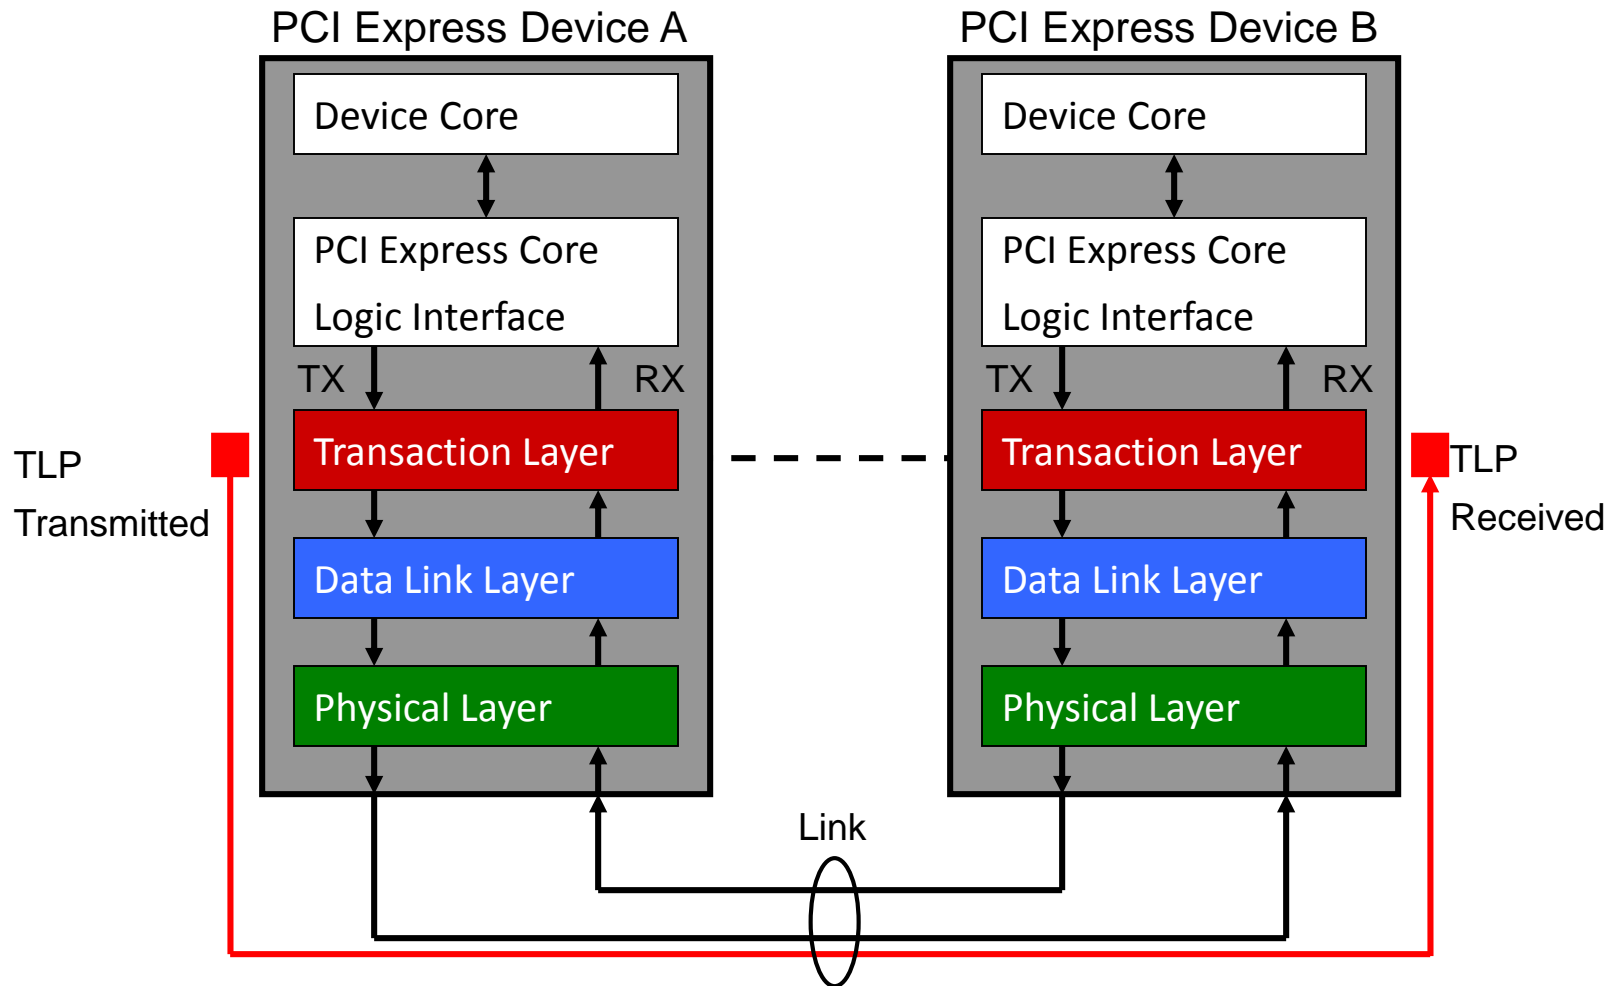 PCI Express Device A
PCI Express Device B
Device Core
Device Core
PCI Express Core
Logic Interface
PCI Express Core
Logic Interface
TX
RX
TX
RX
TLP
Transmitted
Transaction Layer
Transaction Layer
TLP
Received
Data Link Layer
Data Link Layer
Physical Layer
Physical Layer
Link